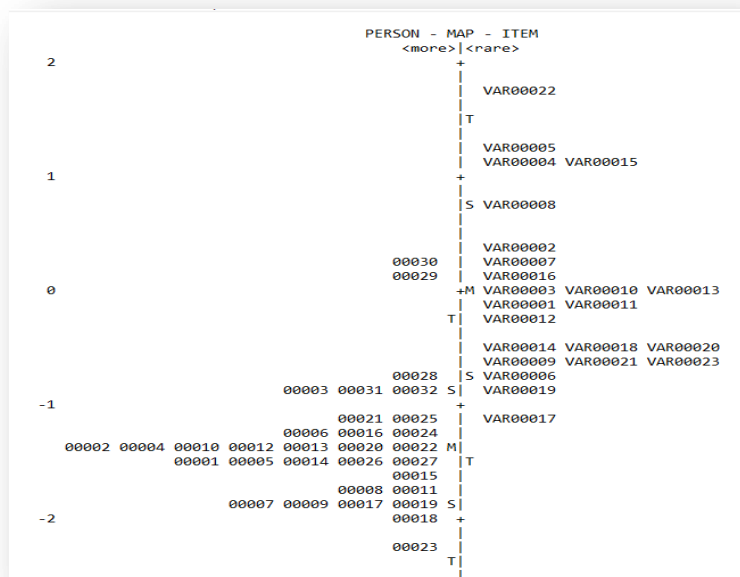 PERSON - MAP - ITEM
<more>|<rare>
2 +
|
| VAR00022
|
|T
|
| VAR00005
| VAR00004 VAR00015
1 +
|
|S VAR00008
|
|
| VAR00002
00030 | VAR00007
00029 | VAR00016
0 +M VAR00003 VAR00010 VAR00013
| VAR00001 VAR00011
T| VAR00012
|
| VAR00014 VAR00018 VAR00020
| VAR00009 VAR00021 VAR00023
00028 |S VAR00006
00003 00031 00032 S| VAR00019
-1 +
00021 00025 | VAR00017
00006 00016 00024 |
00002 00004 00010 00012 00013 00020 00022 M|
00001 00005 00014 00026 00027 |T
00015 |
00008 00011 |
00007 00009 00017 00019 S|
-2 00018 +
|
00023 |
T|